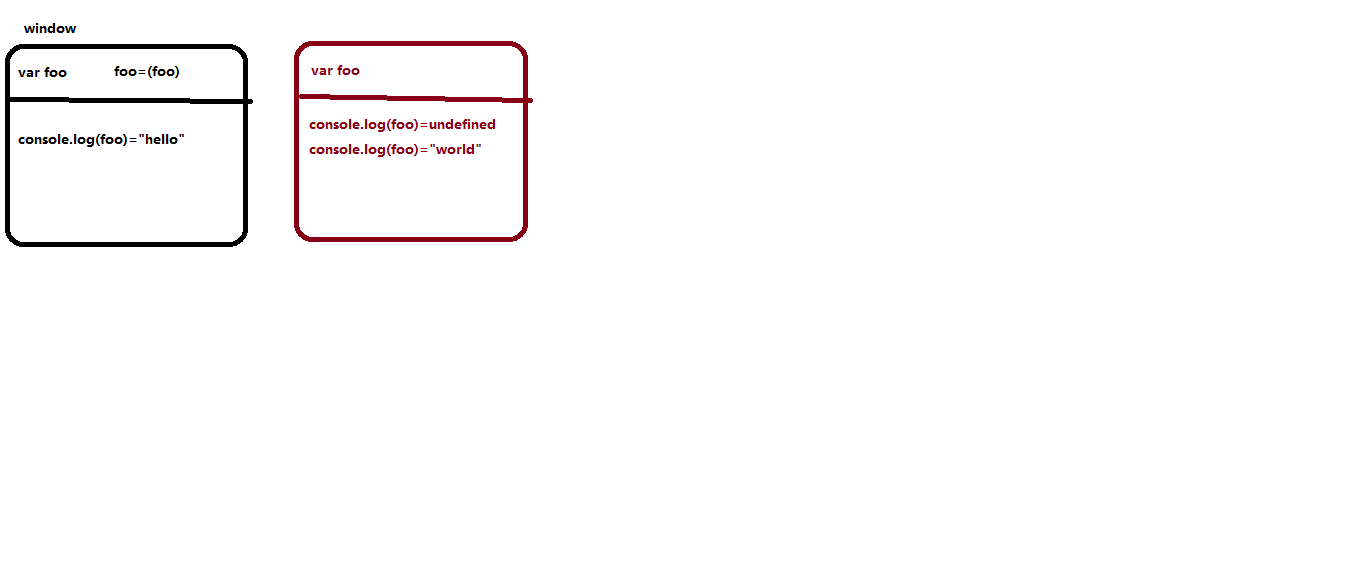 window
var foo foo=(foo)
console.log(foo)="hello"
var foo
console.log(foo)=undefined
console.log(foo)="world"